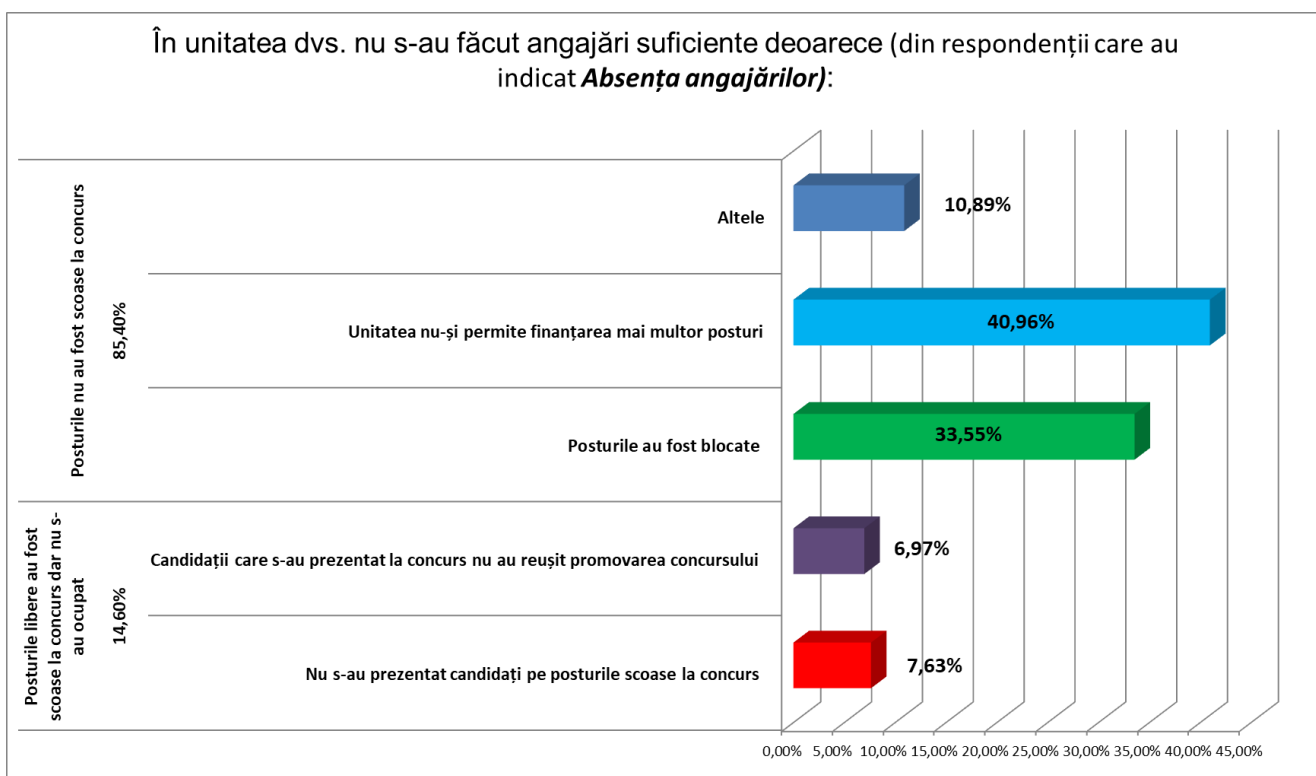 În unitatea dvs. nu s-au făcut angajări suficiente deoarece (din respondenții care au
indicat Absența angajărilor):
Posturile nu au fost scoase la concurs
85,40%
Altele
10,89%
Unitatea nu-și permite finanțarea mai multor posturi
40,96%
Posturile au fost blocate
33,55%
Posturile libere au fost
scoase la concurs dar nu s-
au ocupat
14,60%
Candidații care s-au prezentat la concurs nu au reușit promovarea concursului
6,97%
Nu s-au prezentat candidați pe posturile scoase la concurs
7,63%
0,00% 5,00% 10,00% 15,00% 20,00% 25,00% 30,00% 35,00% 40,00% 45,00%